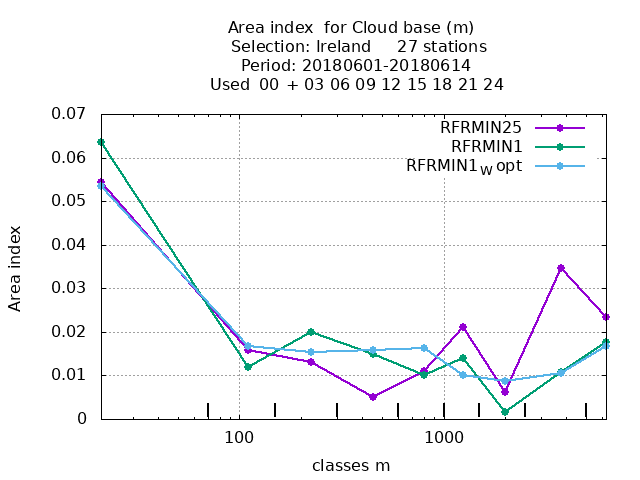 Area index  for Cloud base (m)
Selection: Ireland     27 stations
Period: 20180601-20180614
Used  00 + 03 06 09 12 15 18 21 24
RFRMIN25
RFRMIN1
RFRMIN1W opt
Area index
0.07
0.06
0.05
0.04
0.03
0.02
0.01
0
100
1000
classes m